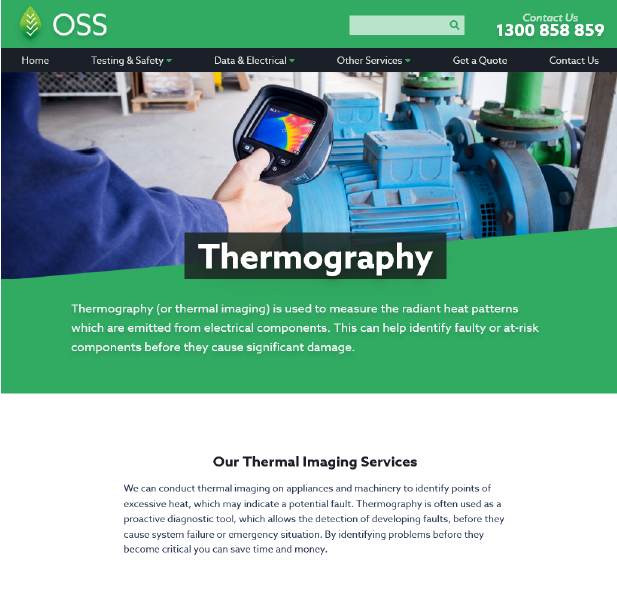 OSS
Contact Us
1300 858 859
Home
Testing & Safety
Data & Electrical
Other Services
Get a Quote
Contact Us
Thermography
Thermography (or thermal imaging) is used to measure the radiant heat patterns
which are emitted from electrical components. This can help identify faulty or at-risk
components before they cause significant damage.
Our Thermal Imaging Services
We can conduct thermal imaging on appliances and machinery to identify points of
excessive heat, which may indicate a potential fault. Thermography is often used as a
proactive diagnostic tool, which allows the detection of developing faults, before they
cause system failure or emergency situation. By identifying problems before they
become critical you can save time and money.